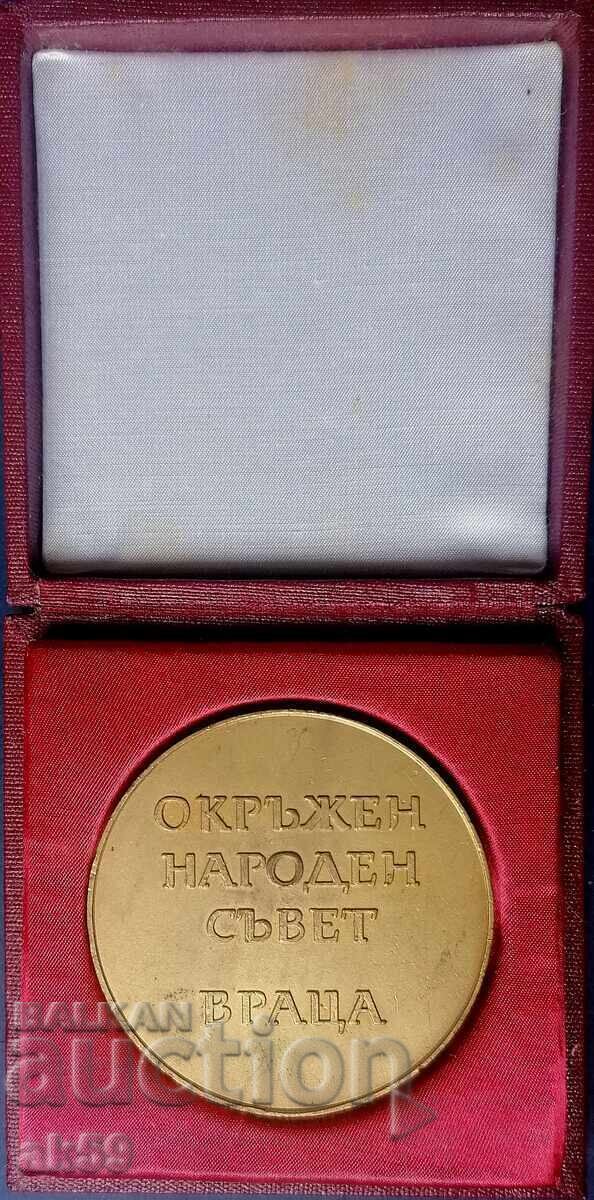 ОКРЪЖЕН
НАРОДЕН
СЪВЕТ
ВРАЦА
BALKAN
auction
ak59